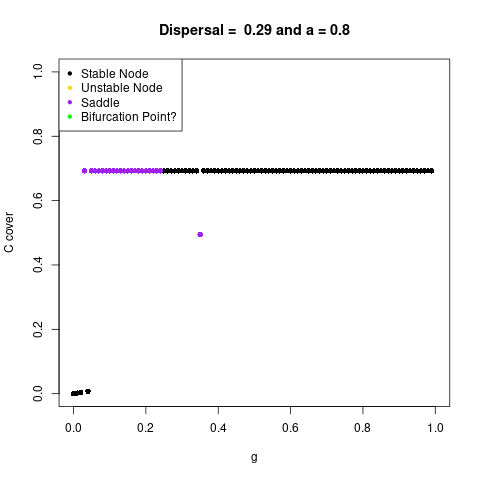 Dispersal =  0.29 and a = 0.8
Stable Node
Unstable Node
Saddle
Bifurcation Point?
C cover
1.0
0.8
0.6
0.4
0.2
0.0
0.0 0.2 0.4 0.6 0.8 1.0
g